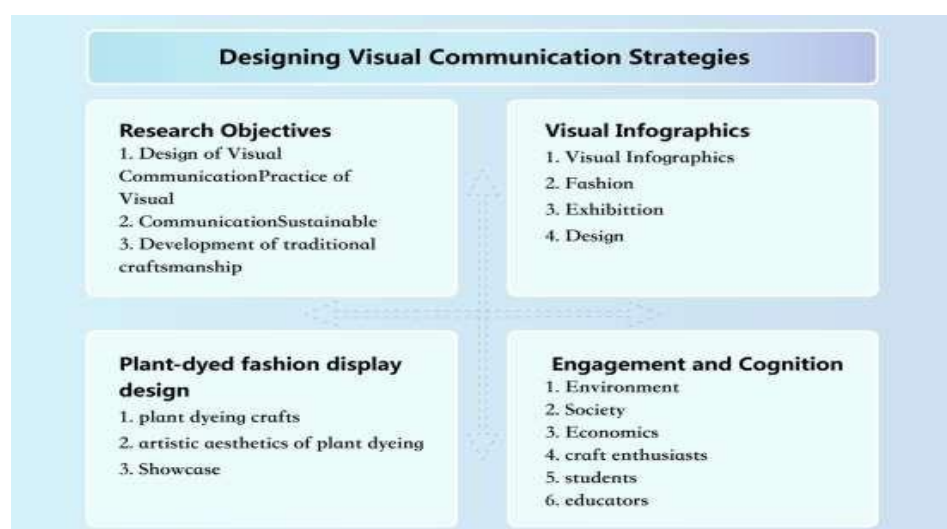 Designing Visual Communication Strategies
Research Objectives
1. Design of Visual
CommunicationPractice of
Visual
2. CommunicationSustainable
3. Development of traditional
craftsmanship
Visual Infographics
1. Visual Infographics
2. Fashion
3. Exhibittion
4. Design
Plant-dyed fashion display
design
1. plant dyeing crafts
2. artistic aesthetics of plant dyeing
3. Showcase
Engagement and Cognition
1. Environment
2. Society
3. Economics
4. craft enthusiasts
5. students
6. educators